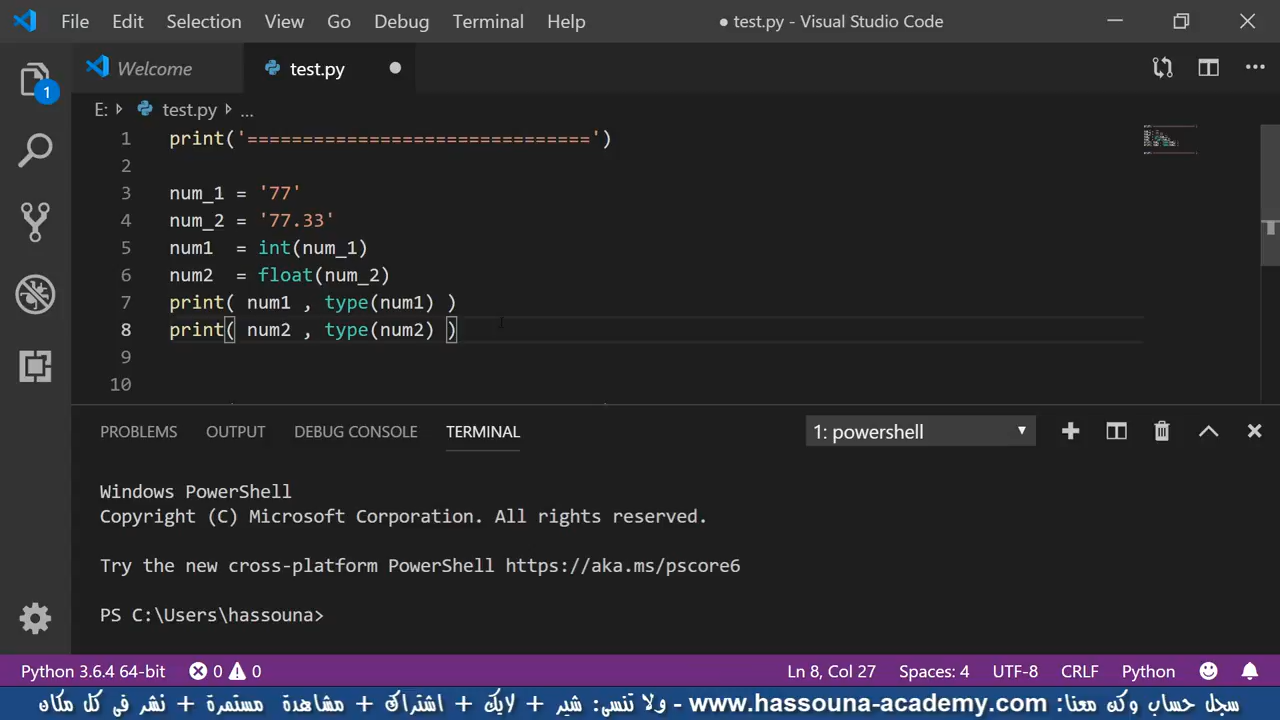 File Edit Selection View Go Debug Terminal Help ● test.py - Visual Studio Code
Welcome test.py ●
E: test.py ...
1 print('===============================')
2
3 num_1 = '77'
4 num_2 = '77.33'
5 num1  = int(num_1)
6 num2  = float(num_2)
7 print( num1 , type(num1) )
8 print( num2 , type(num2) )
9
10
1
PROBLEMS OUTPUT DEBUG CONSOLE TERMINAL 1: powershell
Windows PowerShell
Copyright (C) Microsoft Corporation. All rights reserved.
Try the new cross-platform PowerShell https://aka.ms/pscore6
PS C:\Users\hassouna>
Python 3.6.4 64-bit 0 0 Ln 8, Col 27 Spaces: 4 UTF-8 CRLF Python
سجل حساب وكن معنا: www.hassouna-academy.com - ولا تنسى: شير + لايك + اشتراك + مشاهدة مستمرة + نشر فى كل مكان